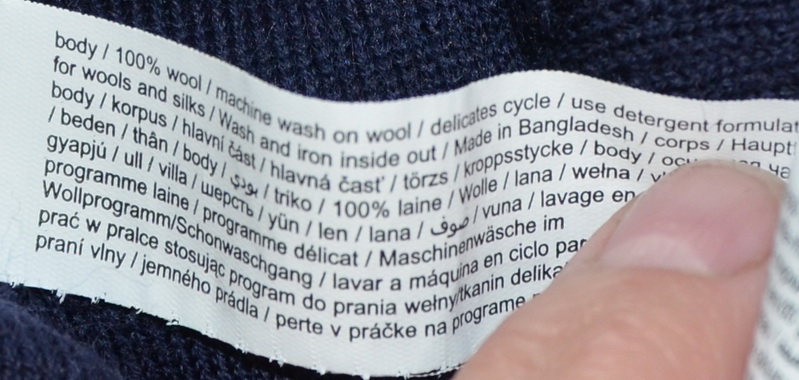 body / 100% wool / machine wash on wool / delicates cycle / use detergent
for wools and silks / Wash and iron inside out / Made in Bangladesh / corps /
body / korpus / hlavní část / hlavná časť / törzs / kroppsstycke / body /
/ beden / thân / body / بودي / triko / 100% laine / Wolle / lana / wełna /
gyapjú / ull / villa / шерсть / yün / len / lana / صوف / vuna / lavage en
programme laine / programme délicat / Maschinenwäsche im
Wollprogramm/Schonwaschgang / lavar a máquina en ciclo
prać w pralce stosując program do prania wełny/tkanin
praní vlny / jemného prádla / perte v práčke na programe